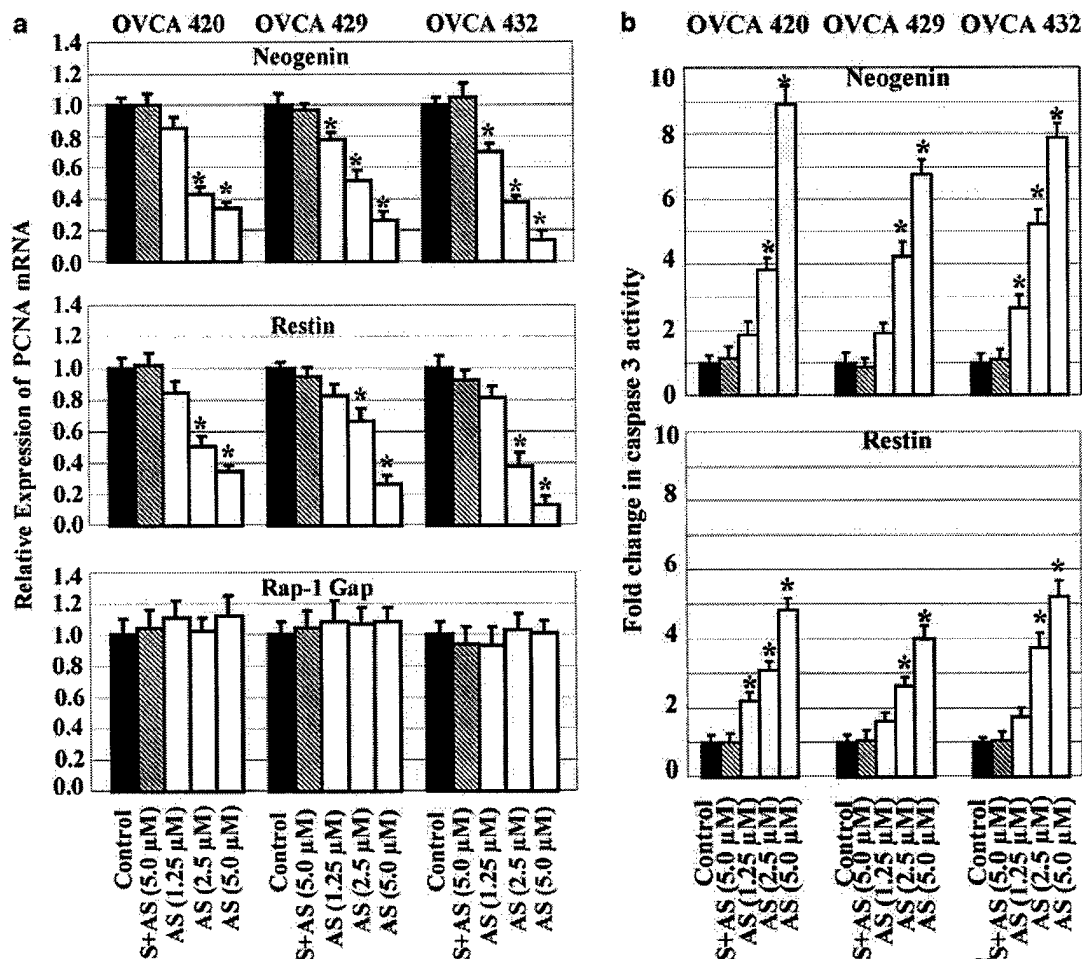 a
OVCA 420 OVCA 429 OVCA 432
Relative Expression of PCNA mRNA
Neogenin
1.4
1.2
1.0
0.8
0.6
0.4
0.2
0.0
* * * * * * * *
Restin
1.4
1.2
1.0
0.8
0.6
0.4
0.2
0.0
* * * * * *
Rap-1 Gap
1.4
1.2
1.0
0.8
0.6
0.4
0.2
0.0
Control
S+AS (5.0 µM)
AS (1.25 µM)
AS (2.5 µM)
AS (5.0 µM)
Control
S+AS (5.0 µM)
AS (1.25 µM)
AS (2.5 µM)
AS (5.0 µM)
Control
S+AS (5.0 µM)
AS (1.25 µM)
AS (2.5 µM)
AS (5.0 µM)
b
OVCA 420 OVCA 429 OVCA 432
Fold change in caspase 3 activity
Neogenin
10
8
6
4
2
0
* * * * * * *
Restin
10
8
6
4
2
0
* * * * * * *
Control
S+AS (5.0 µM)
AS (1.25 µM)
AS (2.5 µM)
AS (5.0 µM)
Control
S+AS (5.0 µM)
AS (1.25 µM)
AS (2.5 µM)
AS (5.0 µM)
Control
S+AS (5.0 µM)
AS (1.25 µM)
AS (2.5 µM)
AS (5.0 µM)